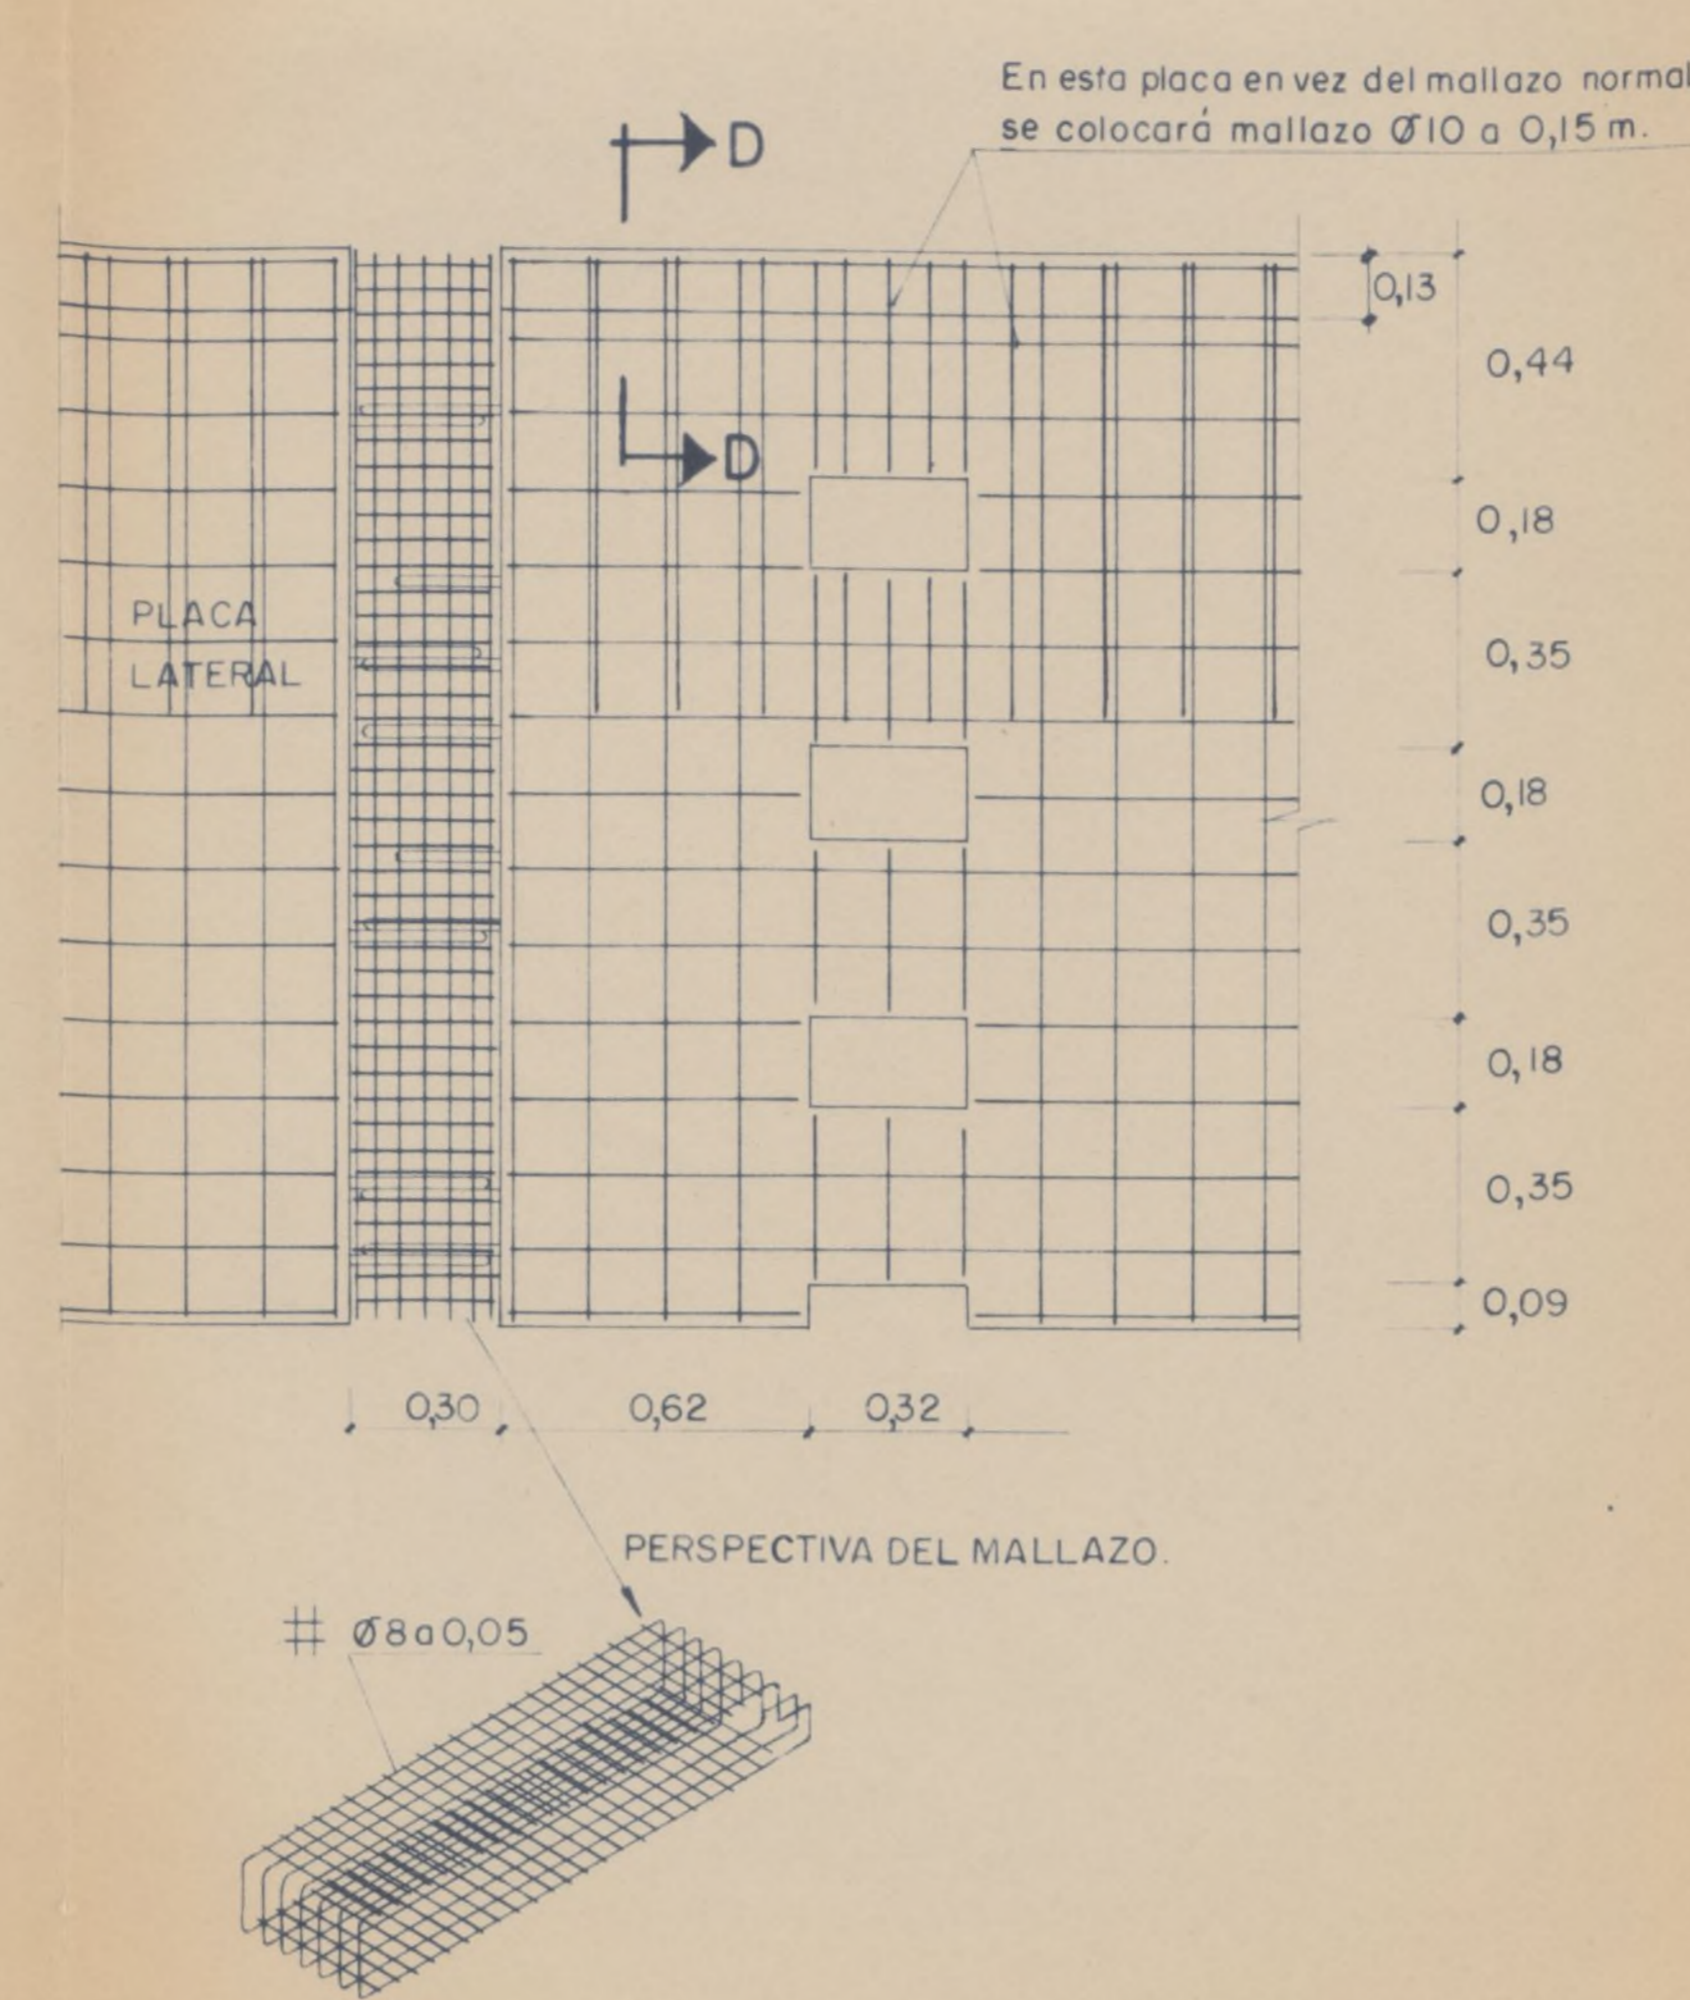 En esta placa en vez del mallazo normal
se colocará mallazo Ø10 a 0,15 m.
D
D
0,13
0,44
0,18
0,35
0,18
0,35
0,18
0,35
0,09
PLACA
LATERAL
0,30 0,62 0,32
PERSPECTIVA DEL MALLAZO.
# Ø8a0,05